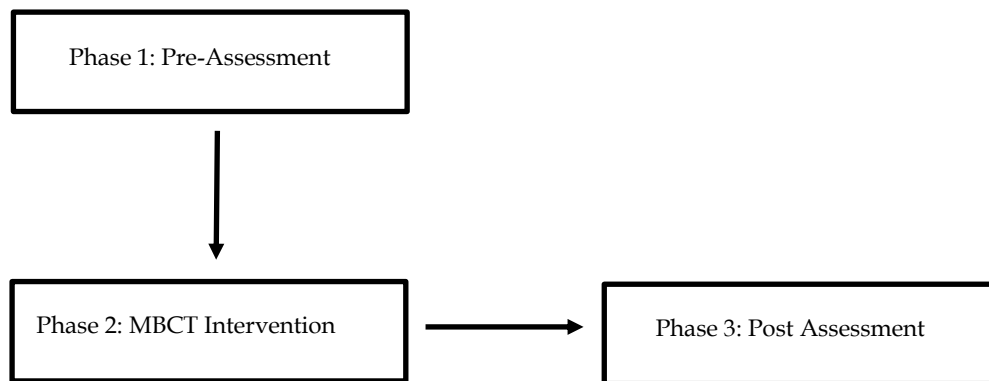 Phase 1: Pre-Assessment
Phase 2: MBCT Intervention
Phase 3: Post Assessment